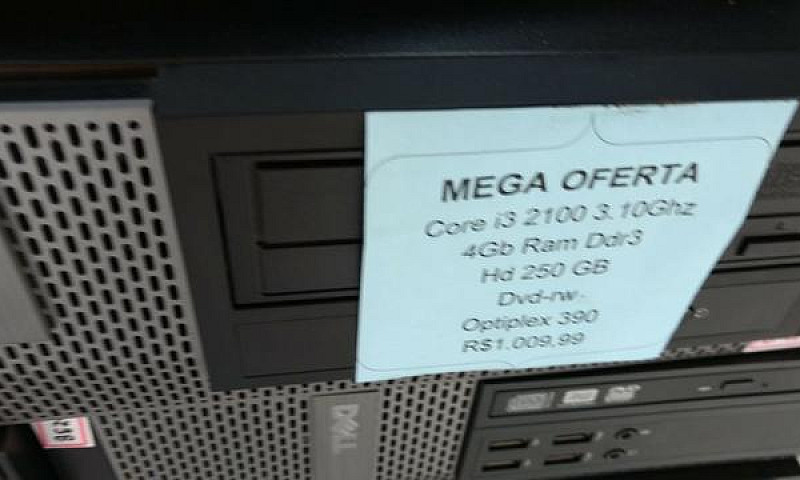 MEGA OFERTA
Core i3 2100 3.10Ghz
4Gb Ram Ddr3
Hd 250 GB
Dvd-rw
Optiplex 390
R$1.009,99
DELL